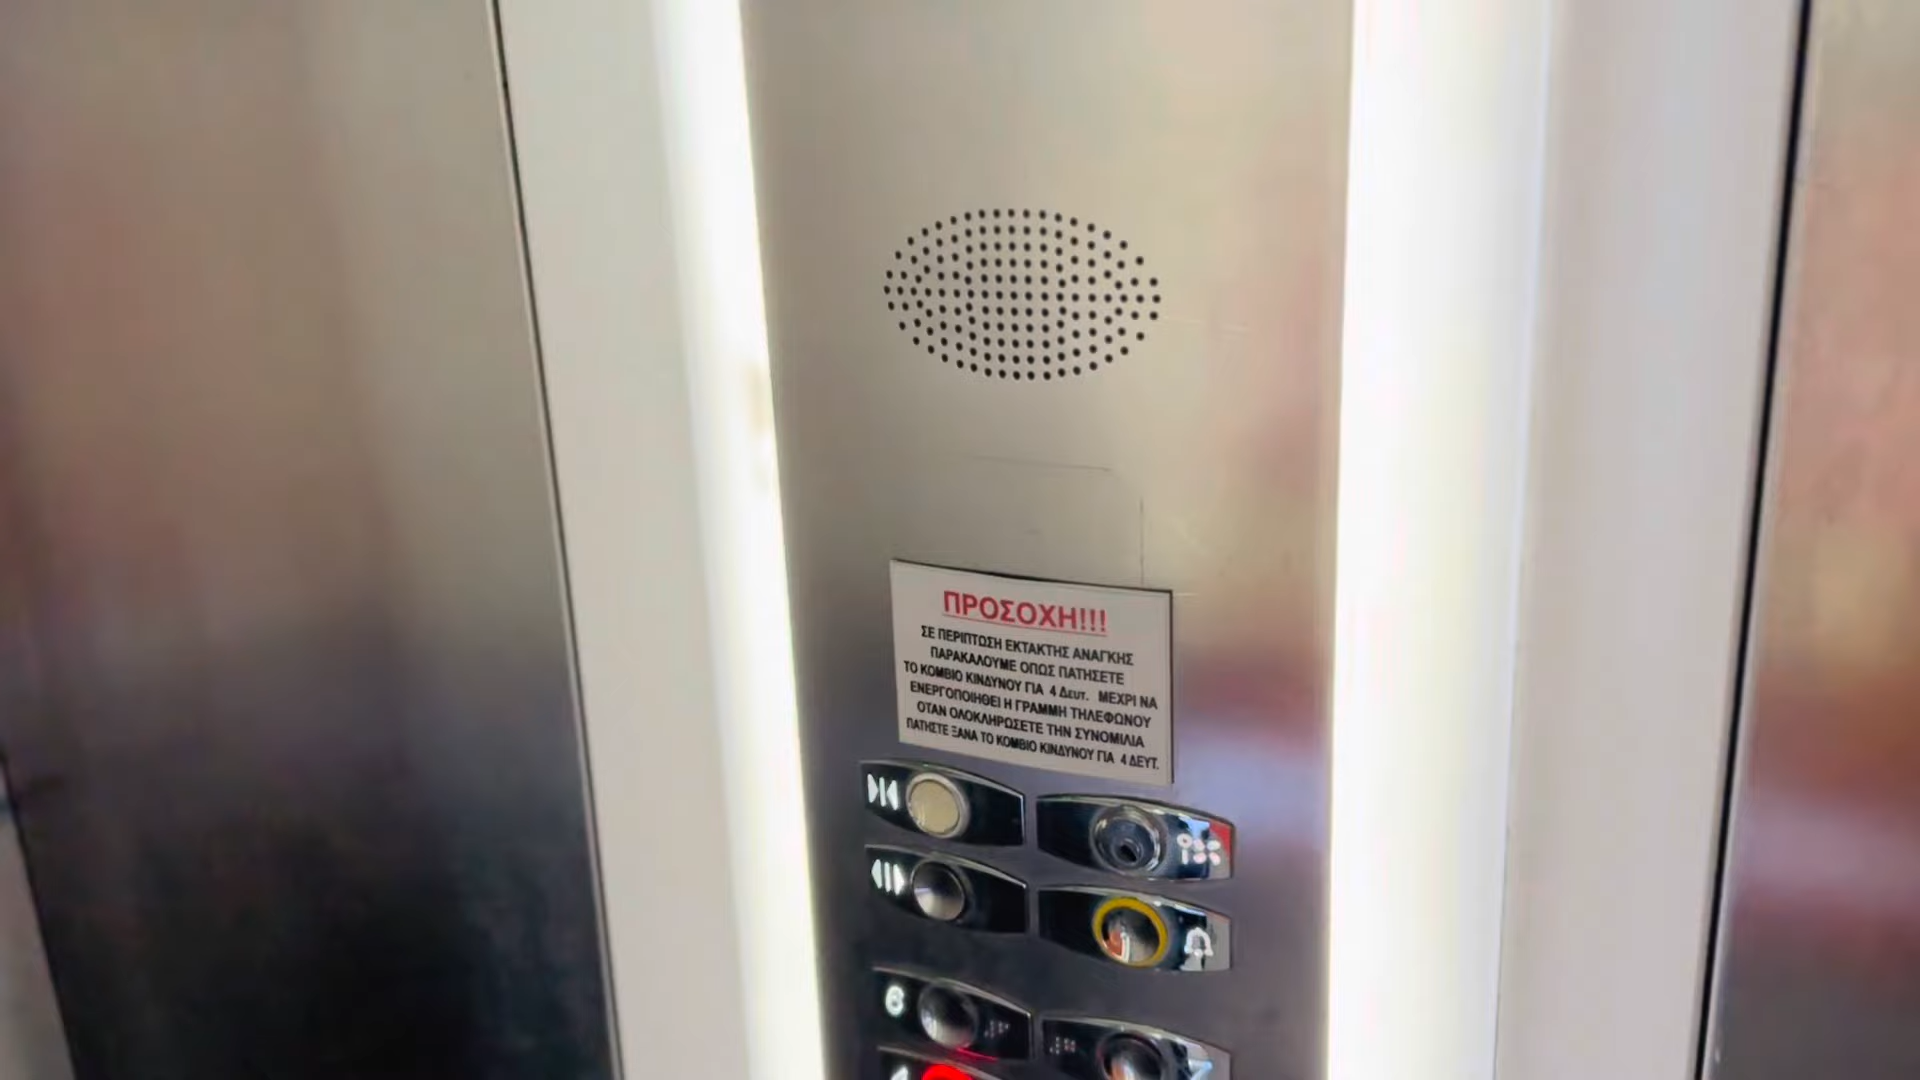 ΠΡΟΣΟΧΗ!!!
ΣΕ ΠΕΡΙΠΤΩΣΗ ΕΚΤΑΚΤΗΣ ΑΝΑΓΚΗΣ
ΠΑΡΑΚΑΛΟΥΜΕ ΟΠΩΣ ΠΑΤΗΣΕΤΕ
ΤΟ ΚΟΜΒΙΟ ΚΙΝΔΥΝΟΥ ΓΙΑ 4 Δευτ. ΜΕΧΡΙ ΝΑ
ΕΝΕΡΓΟΠΟΙΗΘΕΙ Η ΓΡΑΜΜΗ ΤΗΛΕΦΩΝΟΥ
ΟΤΑΝ ΟΛΟΚΛΗΡΩΣΕΤΕ ΤΗΝ ΣΥΝΟΜΙΛΙΑ
ΠΑΤΗΣΤΕ ΞΑΝΑ ΤΟ ΚΟΜΒΙΟ ΚΙΝΔΥΝΟΥ ΓΙΑ 4 ΔΕΥΤ.
6